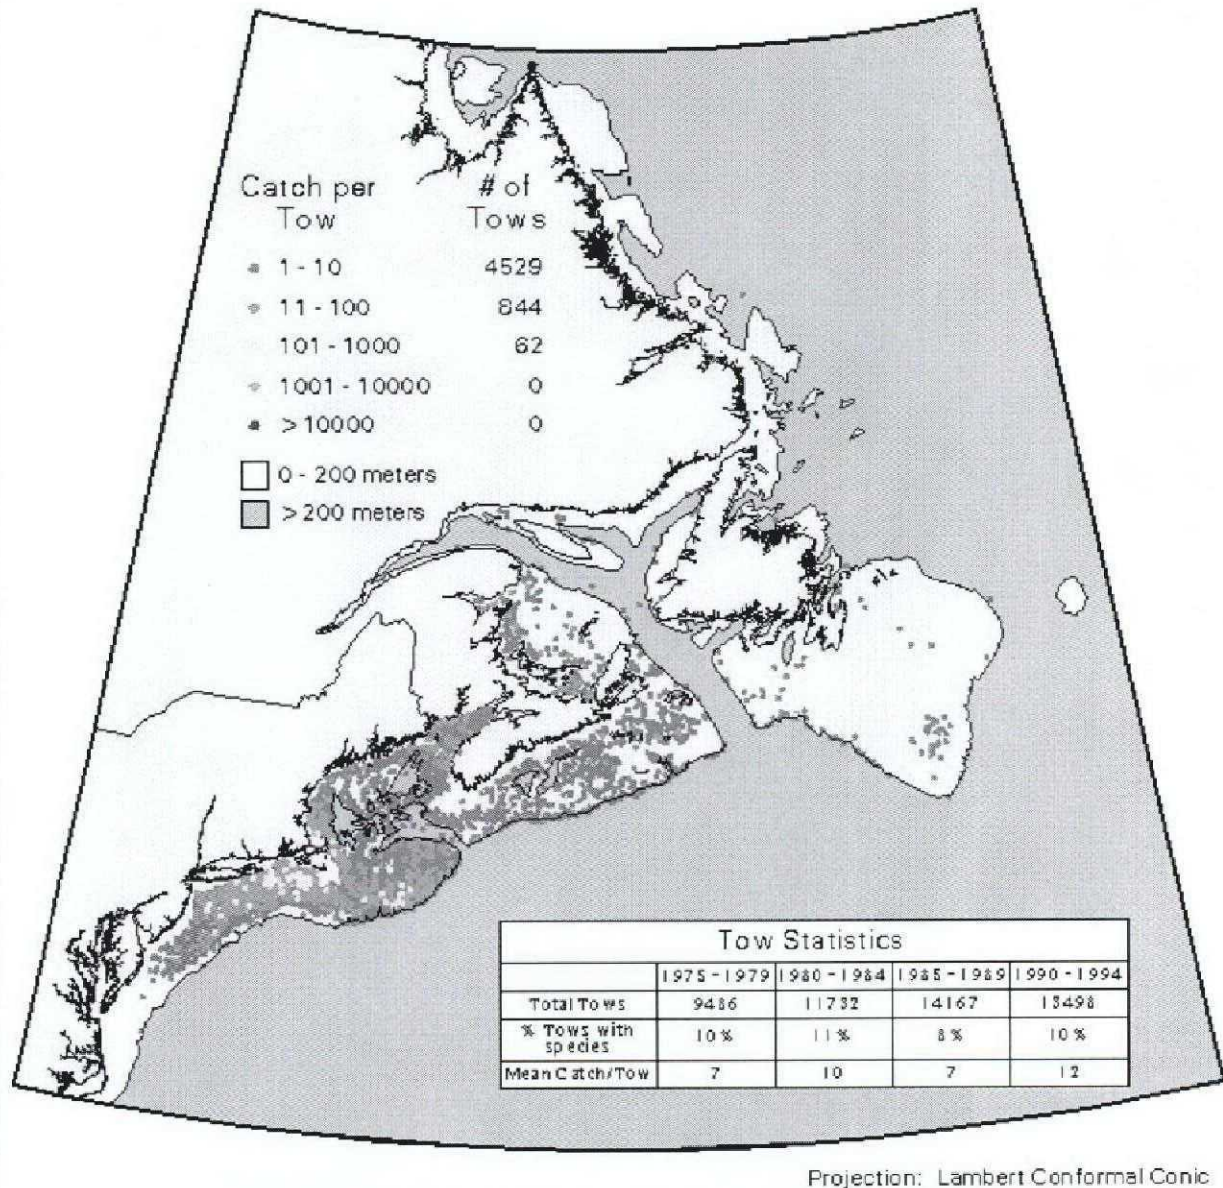 Catch per # of
Tow Tows
1 - 10 4529
11 - 100 844
101 - 1000 62
1001 - 10000 0
> 10000 0
0 - 200 meters
> 200 meters
Tow Statistics
1975 - 1979 1980 - 1984 1985 - 1989 1990 - 1994
Total Tows 9486 11732 14167 13498
% Tows with species 10% 11% 8% 10%
Mean Catch/Tow 7 10 7 12
Projection: Lambert Conformal Conic